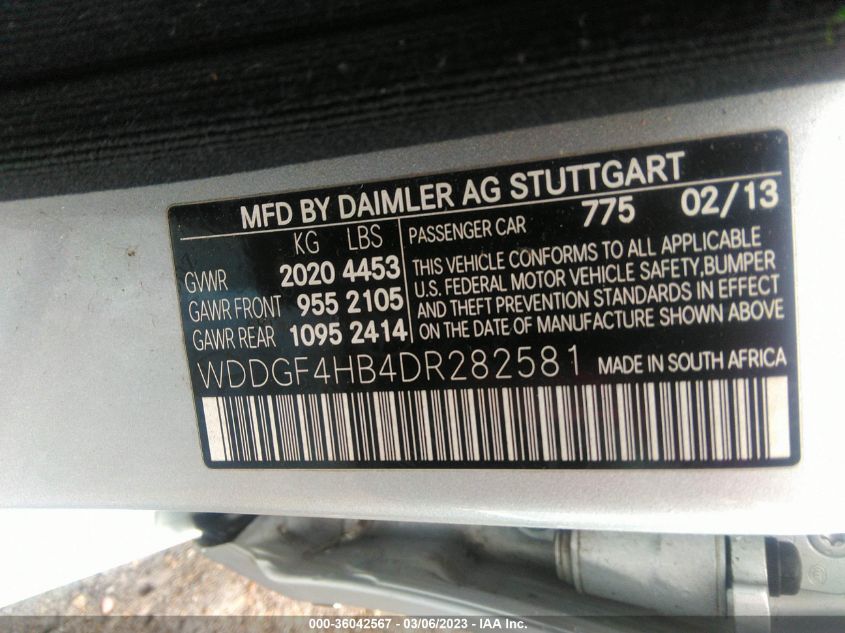 MFD BY DAIMLER AG STUTTGART
KG LBS
GVWR 2020 4453
GAWR FRONT 955 2105
GAWR REAR 1095 2414
PASSENGER CAR 775 02/13
THIS VEHICLE CONFORMS TO ALL APPLICABLE
U.S. FEDERAL MOTOR VEHICLE SAFETY,BUMPER
AND THEFT PREVENTION STANDARDS IN EFFECT
ON THE DATE OF MANUFACTURE SHOWN ABOVE
WDDGF4HB4DR282581 MADE IN SOUTH AFRICA
000-36042567 - 03/06/2023 - IAA Inc.